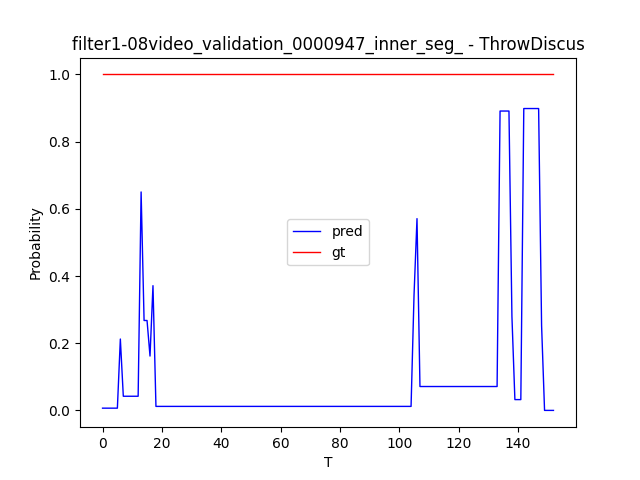 filter1-08video_validation_0000947_inner_seg_ - ThrowDiscus
1.0
0.8
0.6
0.4
0.2
0.0
Probability
pred
gt
0 20 40 60 80 100 120 140
T